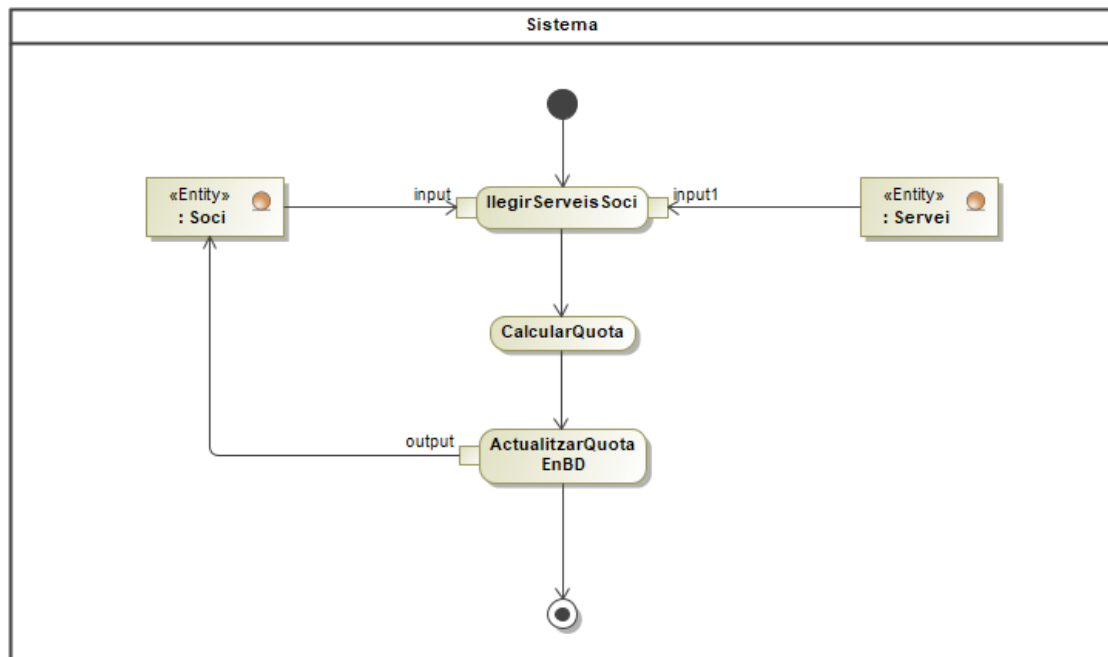 Sistema
«Entity»
: Soci
input
llegirServeisSoci
input1
«Entity»
: Servei
CalcularQuota
output
ActualitzarQuota
EnBD